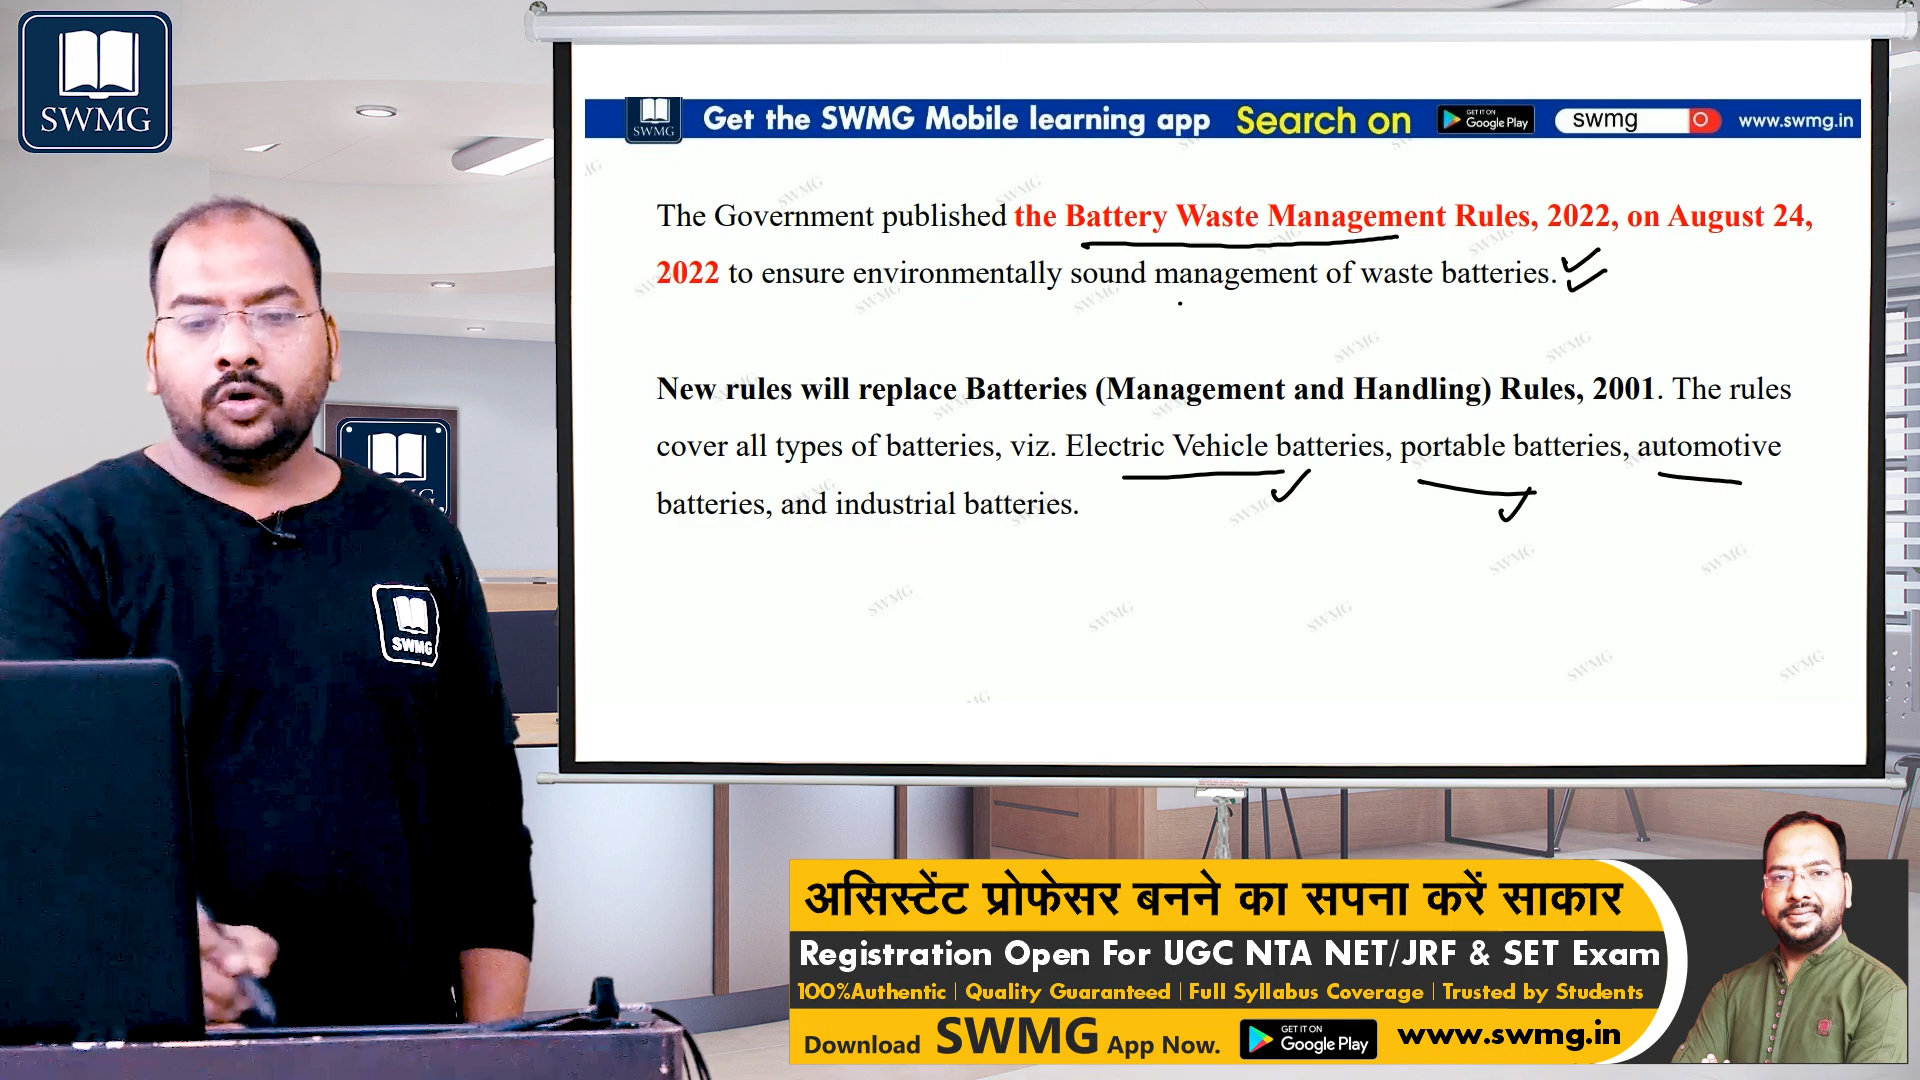 SWMG
SWMG
Get the SWMG Mobile learning app Search on GET IT ON Google Play swmg www.swmg.in
The Government published the Battery Waste Management Rules, 2022, on August 24,
2022 to ensure environmentally sound management of waste batteries.
New rules will replace Batteries (Management and Handling) Rules, 2001. The rules
cover all types of batteries, viz. Electric Vehicle batteries, portable batteries, automotive
batteries, and industrial batteries.
SWMG
असिस्टेंट प्रोफेसर बनने का सपना करें साकार
Registration Open For UGC NTA NET/JRF & SET Exam
100%Authentic | Quality Guaranteed | Full Syllabus Coverage | Trusted by Students
Download SWMG App Now. GET IT ON Google Play www.swmg.in